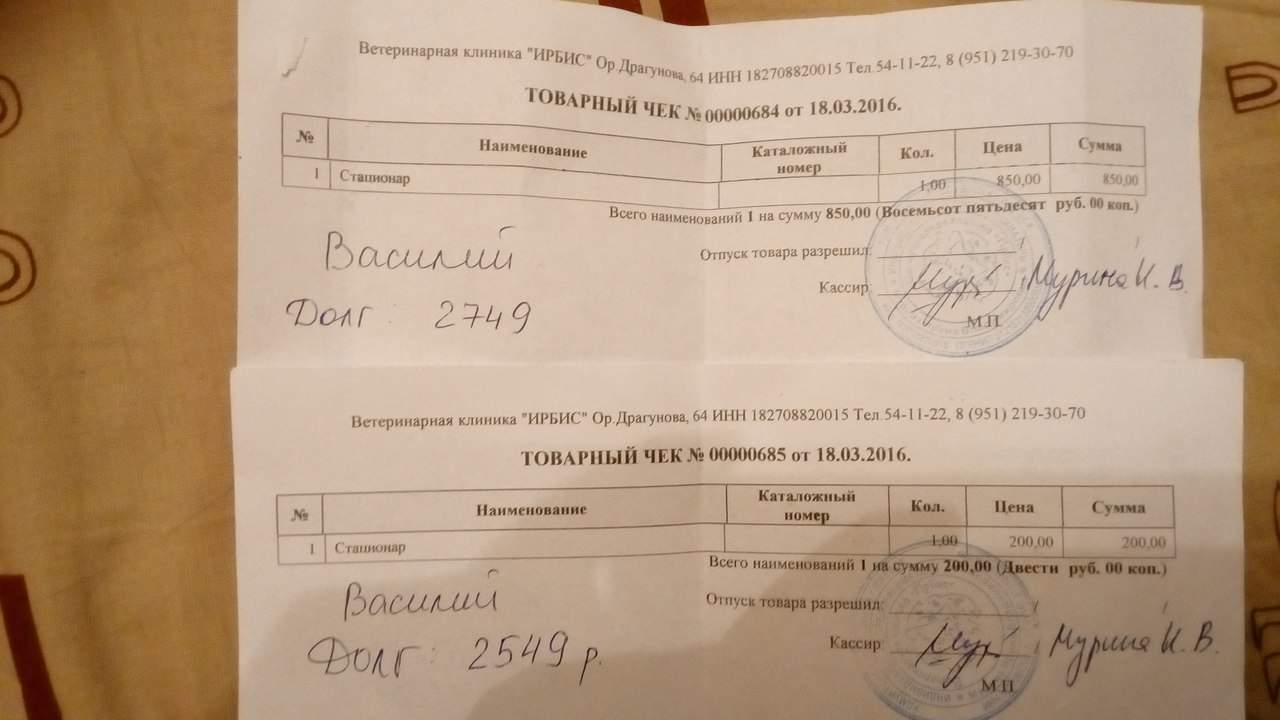 Ветеринарная клиника "ИРБИС" Ор.Драгунова, 64 ИНН 182708820015 Тел.54-11-22, 8 (951) 219-30-70
ТОВАРНЫЙ ЧЕК № 00000684 от 18.03.2016.
№ Наименование Каталожный номер Кол. Цена Сумма
1 Стационар 1,00 850,00 850,00
Всего наименований 1 на сумму 850,00 (Восемьсот пятьдесят руб. 00 коп.)
Василий
Отпуск товара разрешил:
Кассир: Мурина К. В.
Долг 2749
М.П.
Ветеринарная клиника "ИРБИС" Ор.Драгунова, 64 ИНН 182708820015 Тел.54-11-22, 8 (951) 219-30-70
ТОВАРНЫЙ ЧЕК № 00000685 от 18.03.2016.
№ Наименование Каталожный номер Кол. Цена Сумма
1 Стационар 1,00 200,00 200,00
Всего наименований 1 на сумму 200,00 (Двести руб. 00 коп.)
Василий
Отпуск товара разрешил:
Кассир: Мурина К. В.
Долг: 2549 р.
М.П.